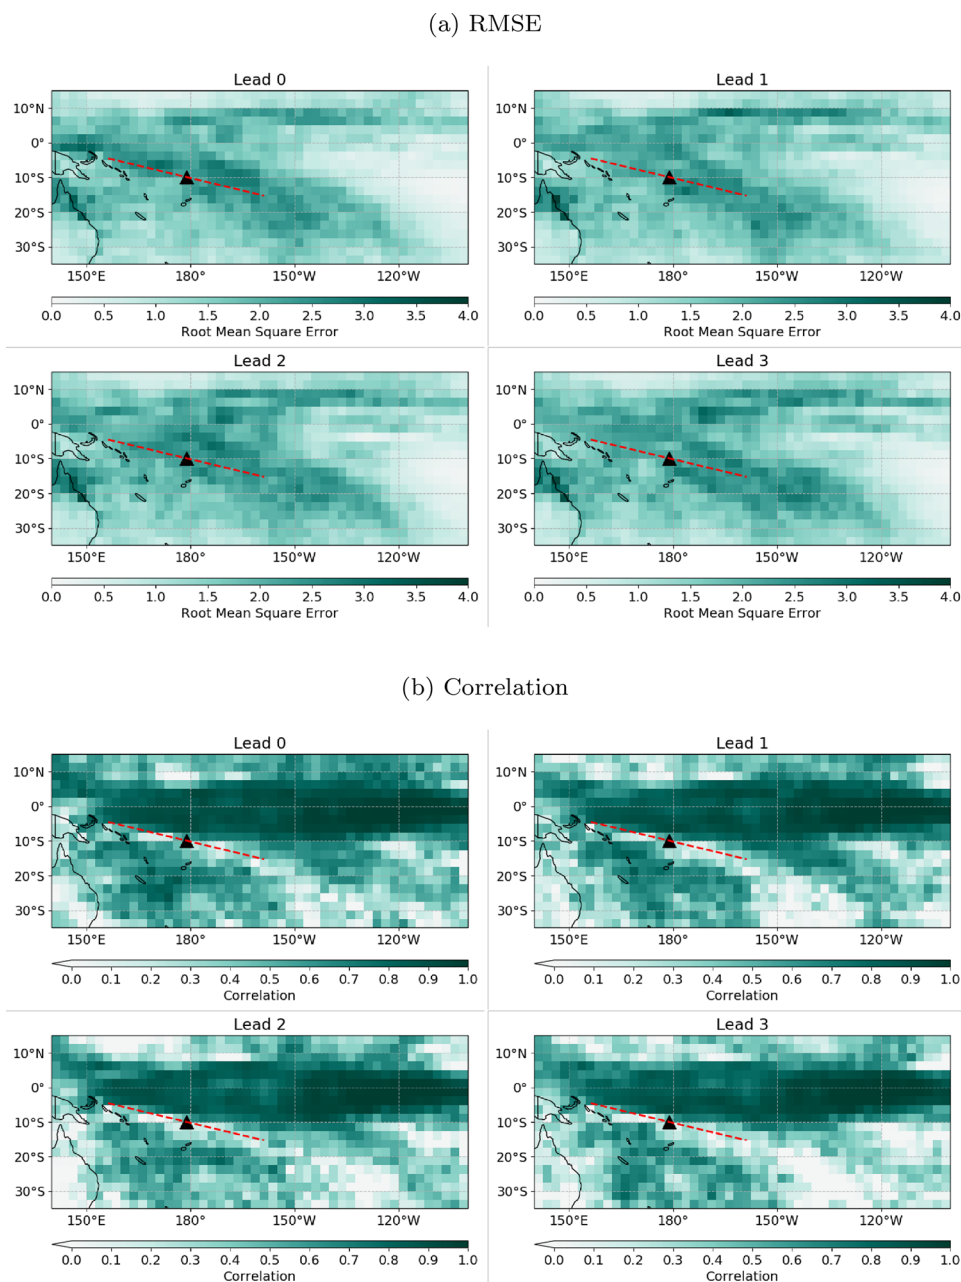 (a) RMSE
Lead 0
Lead 1
10°N
0°
10°S
20°S
30°S
10°N
0°
10°S
20°S
30°S
150°E 180° 150°W 120°W
150°E 180° 150°W 120°W
0.0 0.5 1.0 1.5 2.0 2.5 3.0 3.5 4.0
0.0 0.5 1.0 1.5 2.0 2.5 3.0 3.5 4.0
Root Mean Square Error
Root Mean Square Error
Lead 2
Lead 3
10°N
0°
10°S
20°S
30°S
10°N
0°
10°S
20°S
30°S
150°E 180° 150°W 120°W
150°E 180° 150°W 120°W
0.0 0.5 1.0 1.5 2.0 2.5 3.0 3.5 4.0
0.0 0.5 1.0 1.5 2.0 2.5 3.0 3.5 4.0
Root Mean Square Error
Root Mean Square Error
(b) Correlation
Lead 0
Lead 1
10°N
0°
10°S
20°S
30°S
10°N
0°
10°S
20°S
30°S
150°E 180° 150°W 120°W
150°E 180° 150°W 120°W
0.0 0.1 0.2 0.3 0.4 0.5 0.6 0.7 0.8 0.9 1.0
0.0 0.1 0.2 0.3 0.4 0.5 0.6 0.7 0.8 0.9 1.0
Correlation
Correlation
Lead 2
Lead 3
10°N
0°
10°S
20°S
30°S
10°N
0°
10°S
20°S
30°S
150°E 180° 150°W 120°W
150°E 180° 150°W 120°W
0.0 0.1 0.2 0.3 0.4 0.5 0.6 0.7 0.8 0.9 1.0
0.0 0.1 0.2 0.3 0.4 0.5 0.6 0.7 0.8 0.9 1.0
Correlation
Correlation